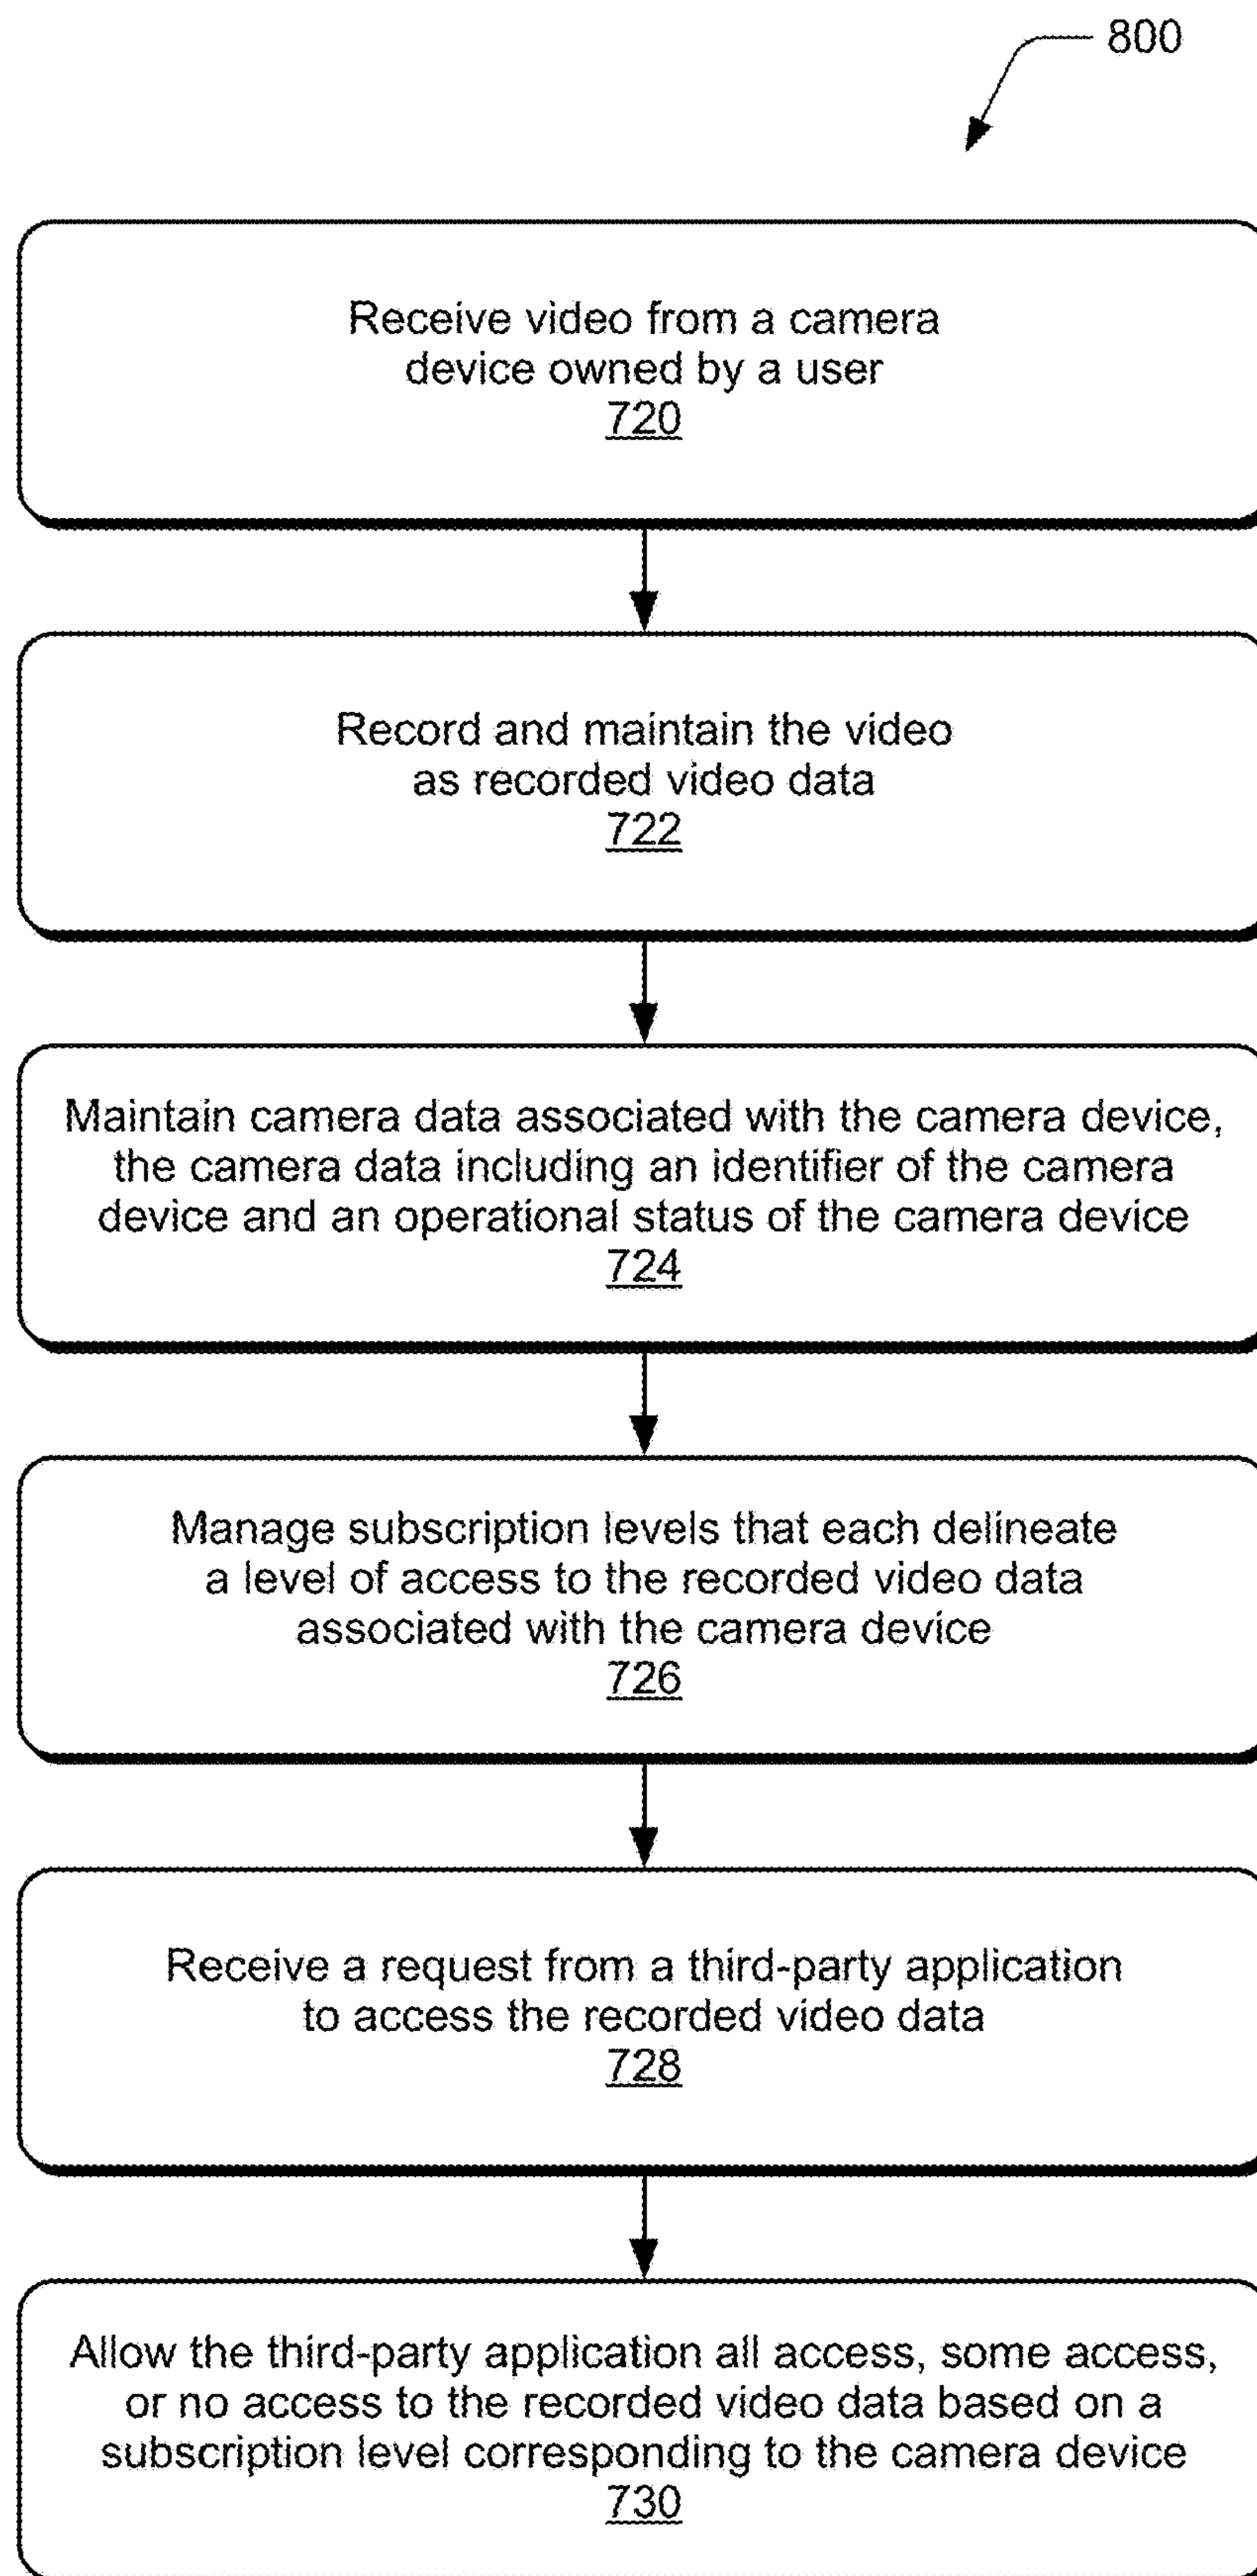 800
Receive video from a camera
device owned by a user
720
Record and maintain the video
as recorded video data
722
Maintain camera data associated with the camera device,
the camera data including an identifier of the camera
device and an operational status of the camera device
724
Manage subscription levels that each delineate
a level of access to the recorded video data
associated with the camera device
726
Receive a request from a third-party application
to access the recorded video data
728
Allow the third-party application all access, some access,
or no access to the recorded video data based on a
subscription level corresponding to the camera device
730